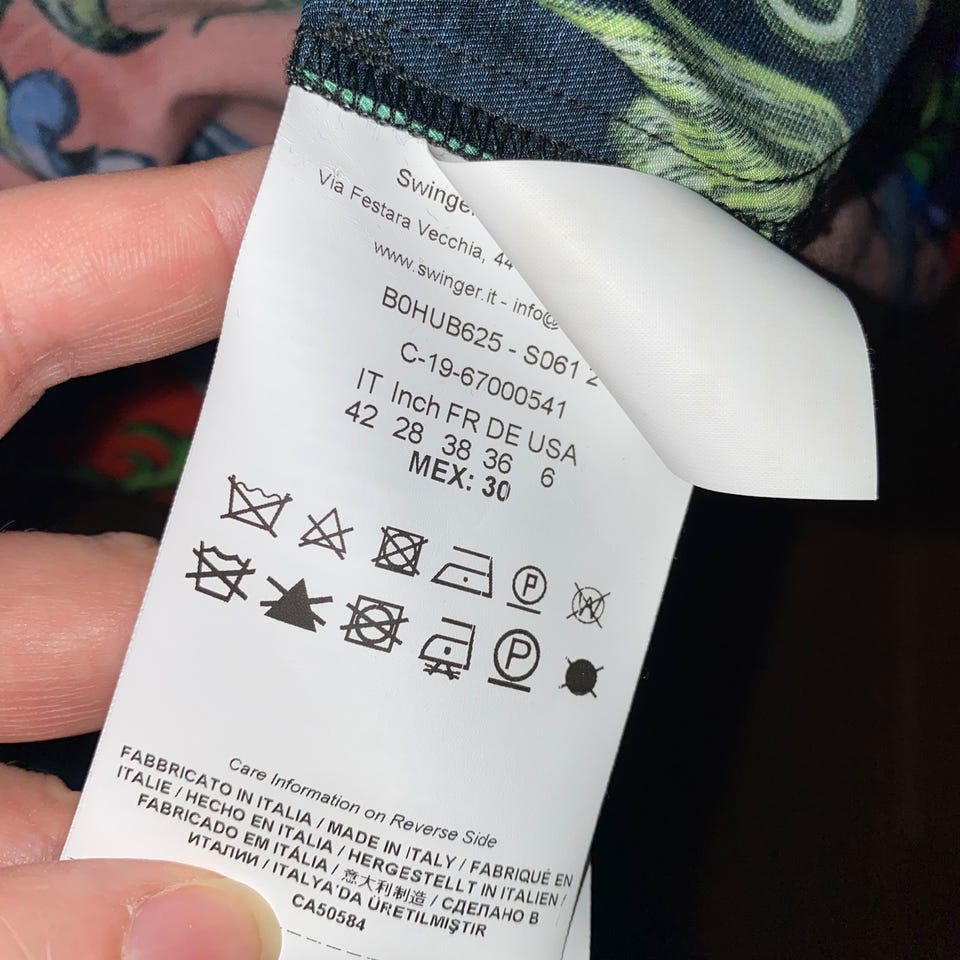 Swinger
Via Festara Vecchia, 44
www.swinger.it - info@
B0HUB625 - S061 2
C-19-67000541
IT Inch FR DE USA
42 28 38 36 6
MEX: 30
P W
P
Care Information on Reverse Side
FABBRICATO IN ITALIA / MADE IN ITALY / FABRIQUÉ EN
ITALIE / HECHO EN ITALIA / HERGESTELLT IN ITALIEN /
FABRICADO EM ITÁLIA / 意大利制造 / СДЕЛАНО В
ИТАЛИИ / ITALYA'DA ÜRETILMIŞTIR
CA50584